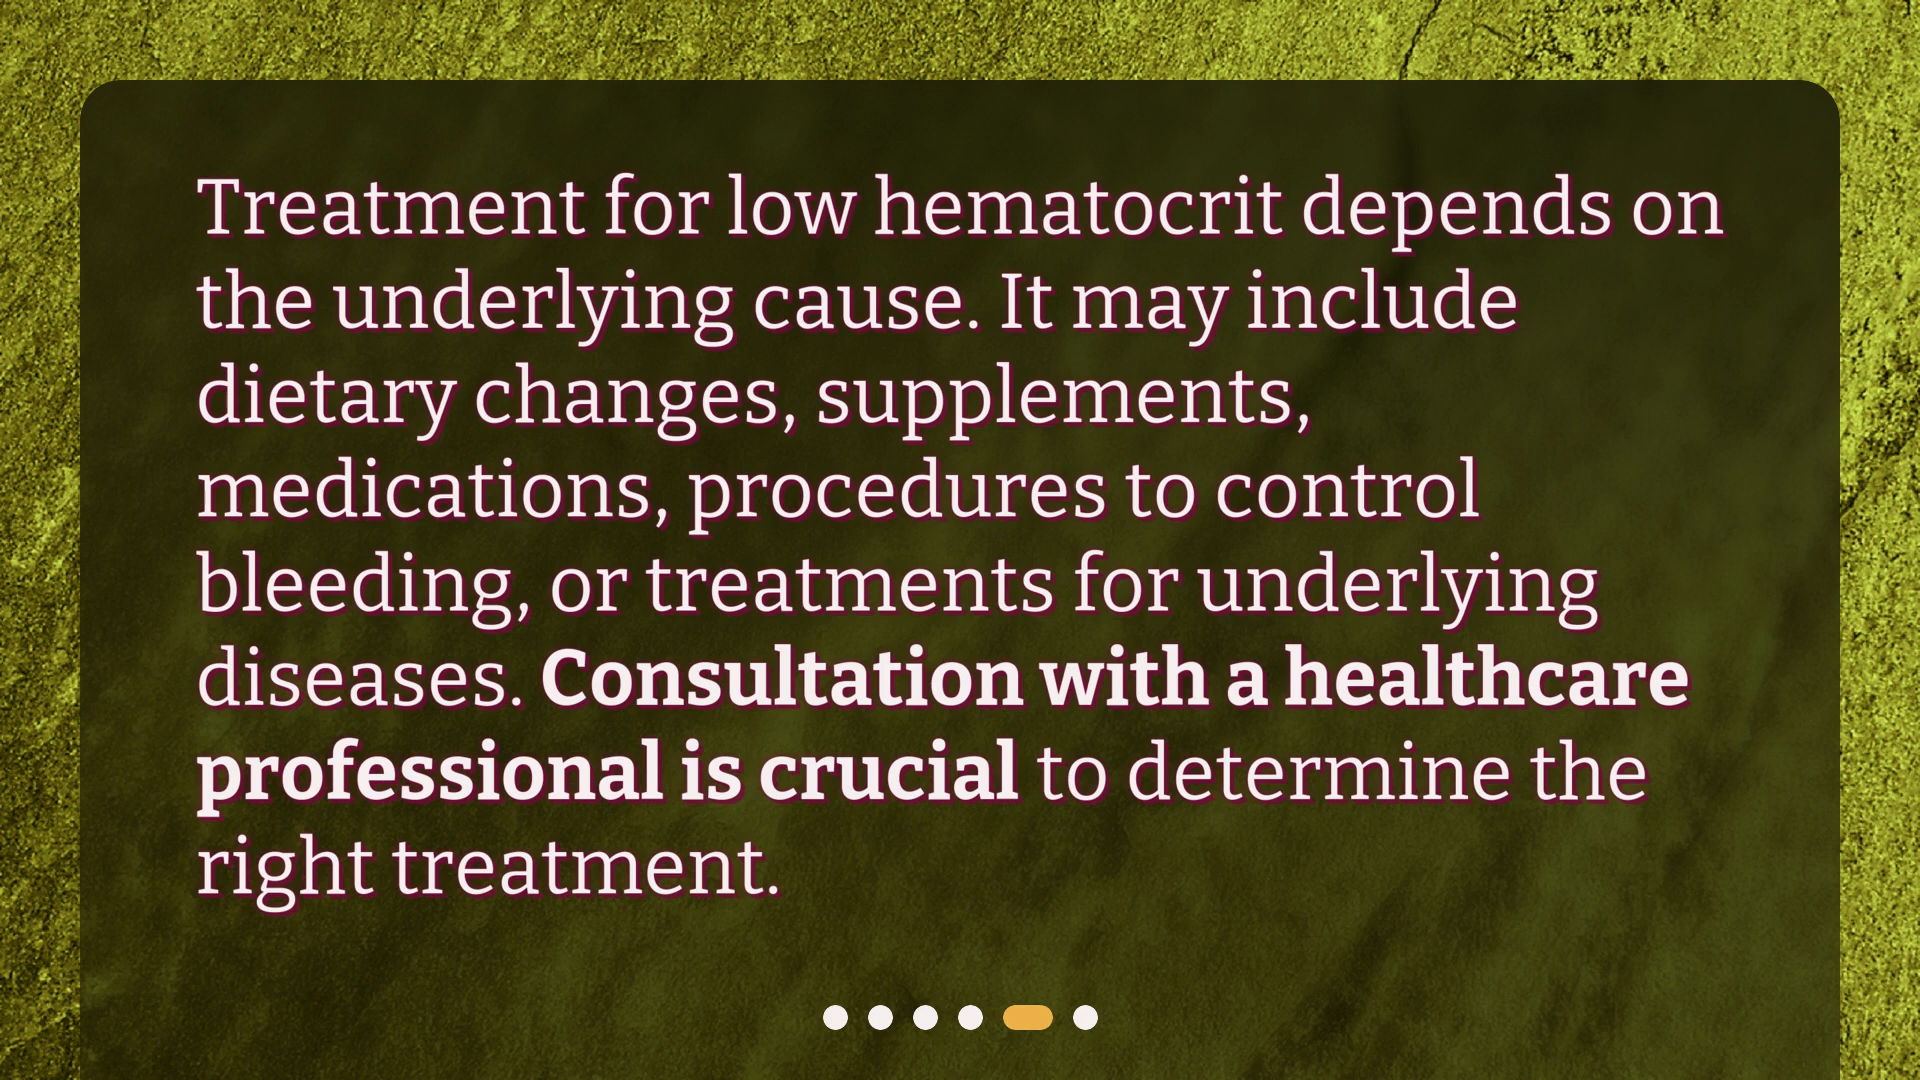 Treatment for low hematocrit depends on
the underlying cause. It may include
dietary changes, supplements,
medications, procedures to control
bleeding, or treatments for underlying
diseases. Consultation with a healthcare
professional is crucial to determine the
right treatment.